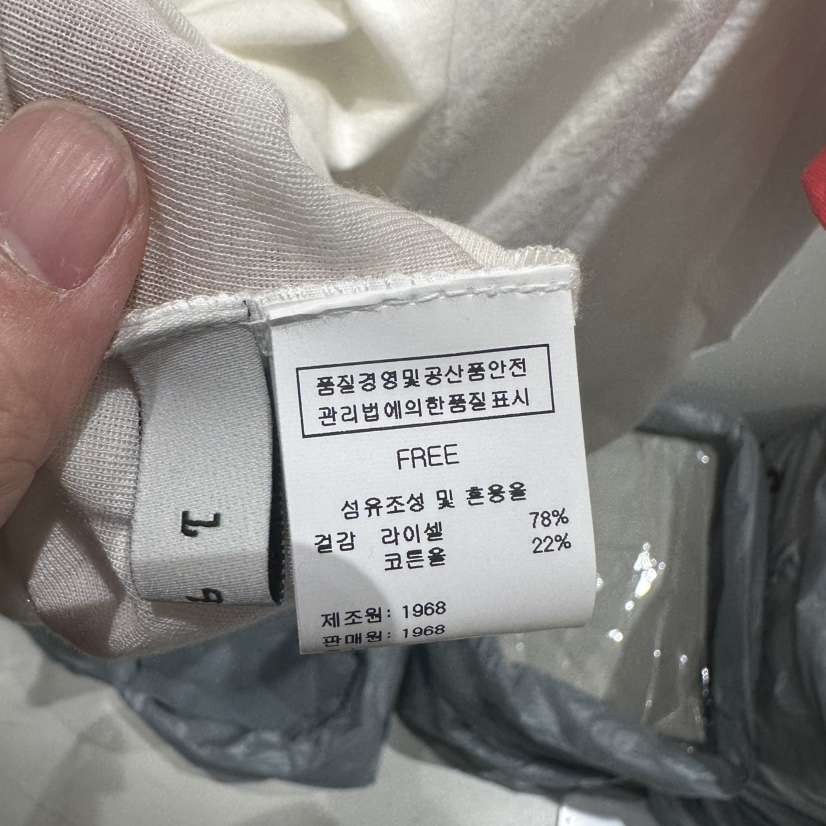 품질경영및공산품안전
관리법에의한품질표시
FREE
섬유조성 및 혼용율
겉감 라이셀 78%
코튼울 22%
제조원: 1968
판매원: 1968